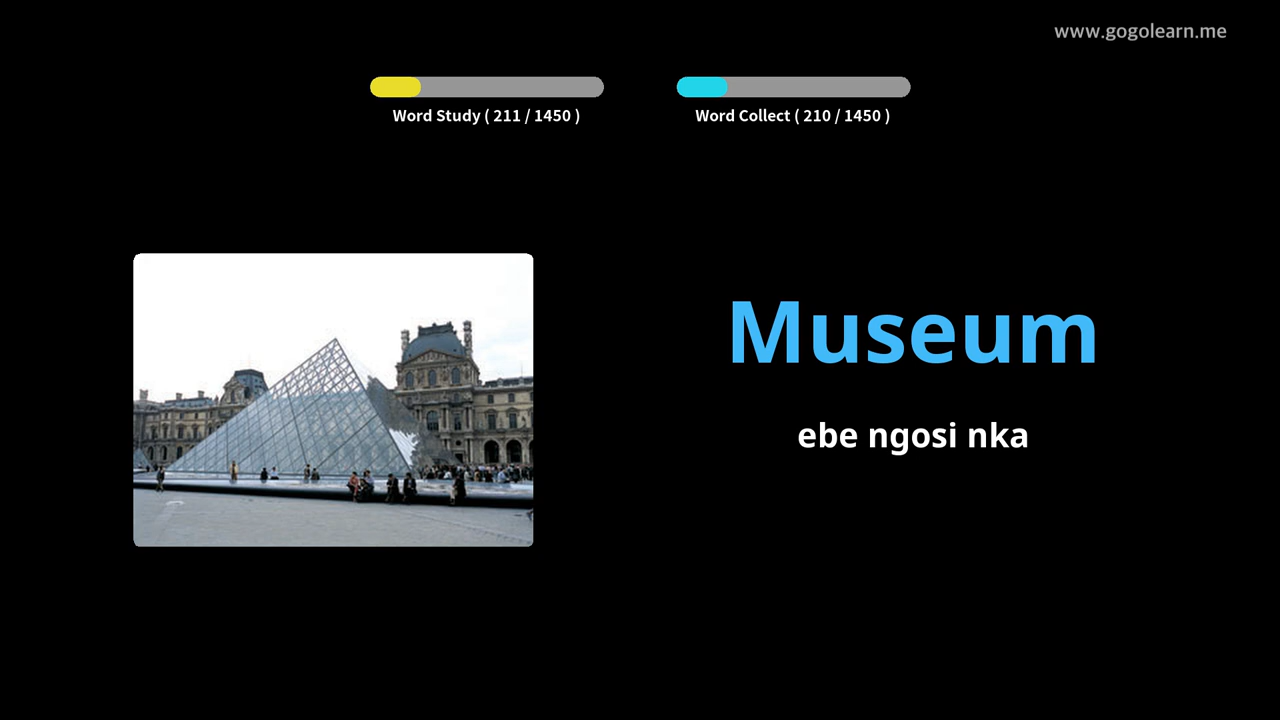 www.gogolearn.me
Word Study ( 211 / 1450 )
Word Collect ( 210 / 1450 )
Museum
ebe ngosi nka